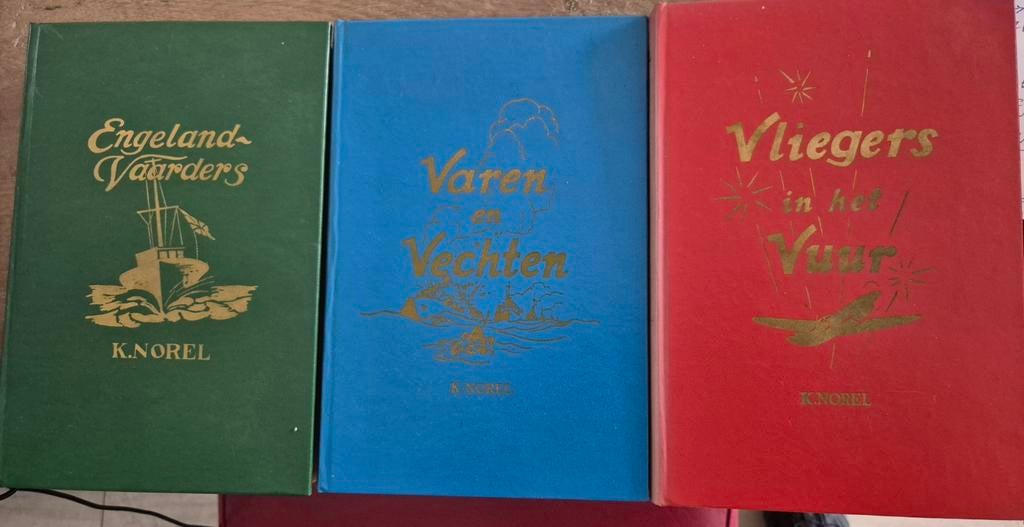 Engeland~
Vaarders
K. NOREL
Varen
en
Vechten
K. NOREL
Vliegers
in het
Vuur
K. NOREL